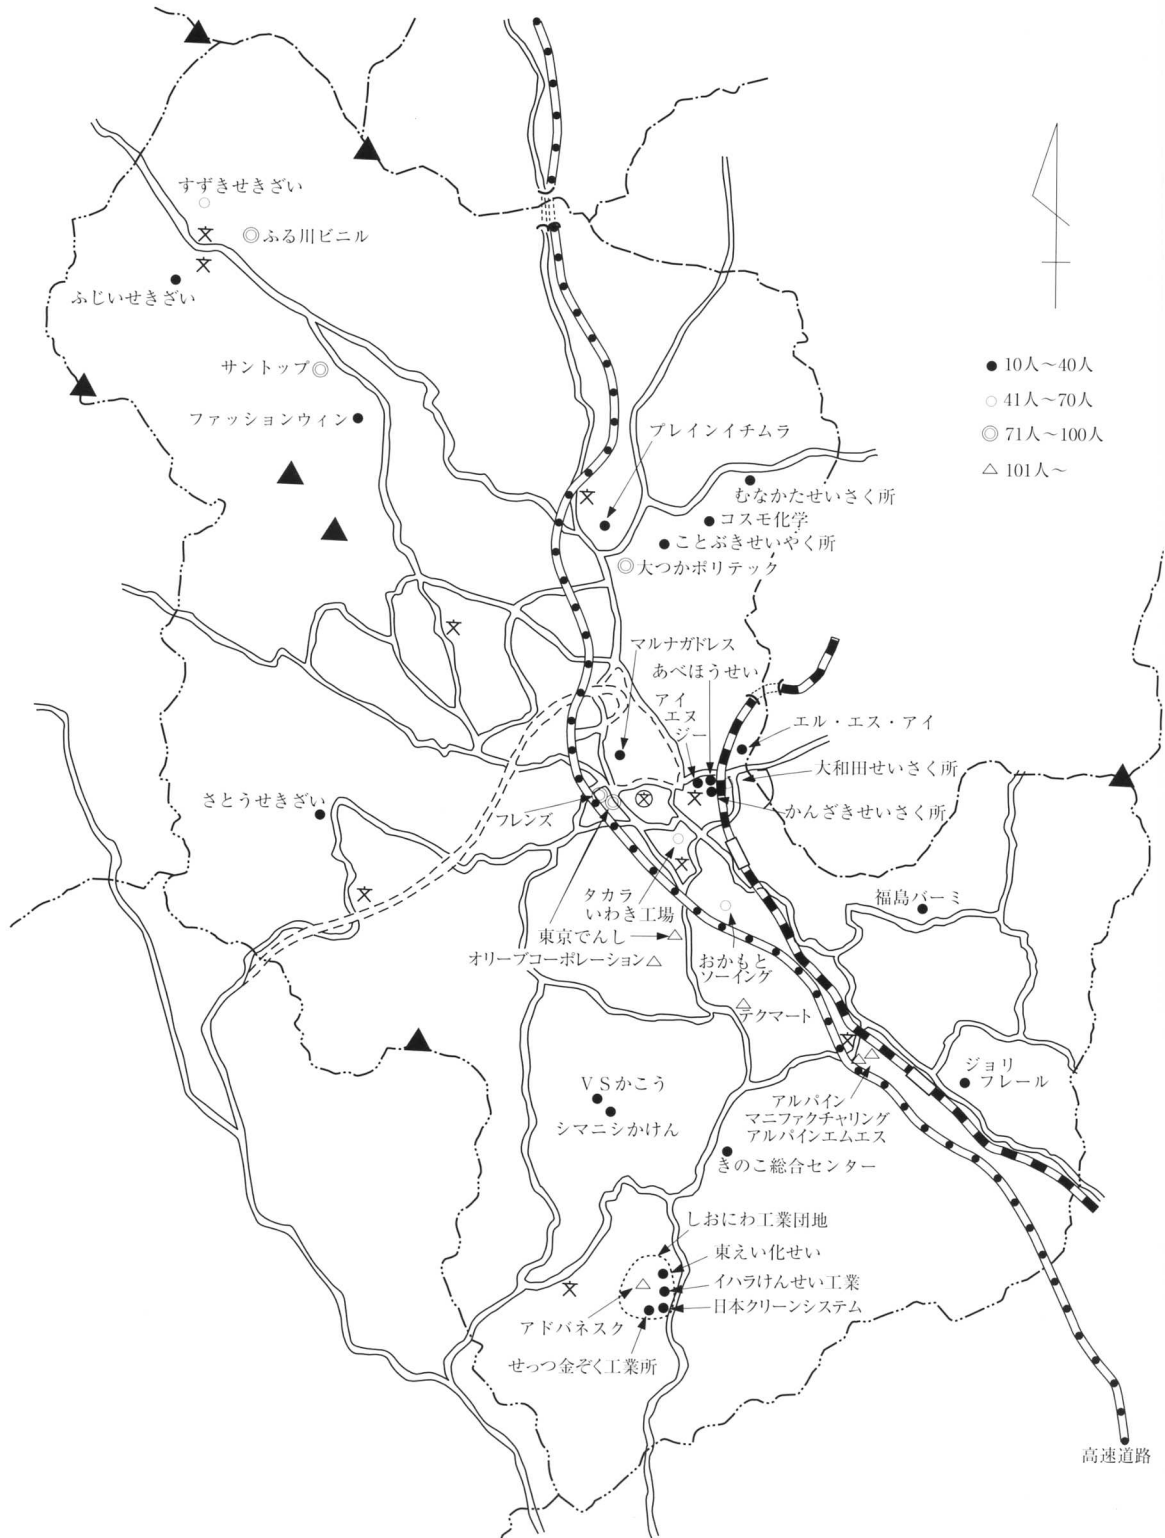 すずきせきざい
ふる川ビニル
ふじいせきざい
サントップ
ファッションウィン
10人～40人
41人～70人
71人～100人
101人～
プレインイチムラ
むなかたせいさく所
コスモ化学
ことぶきせいやく所
大つかポリテック
マルナガドレス
あべほうせい
アイ
エヌ
ジー
エル・エス・アイ
大和田せいさく所
かんざきせいさく所
さとうせきざい
フレンズ
タカラ
いわき工場
東京でんし
オリーブコーポレーション
おかもと
ソーイング
テクマート
福島バーミ
ジョリ
フレール
アルパイン
マニファクチャリング
アルパインエムエス
VSかこう
シマニシかけん
きのこ総合センター
しおにわ工業団地
東えい化せい
イハラけんせい工業
日本クリーンシステム
アドバネスク
せっつ金ぞく工業所
高速道路